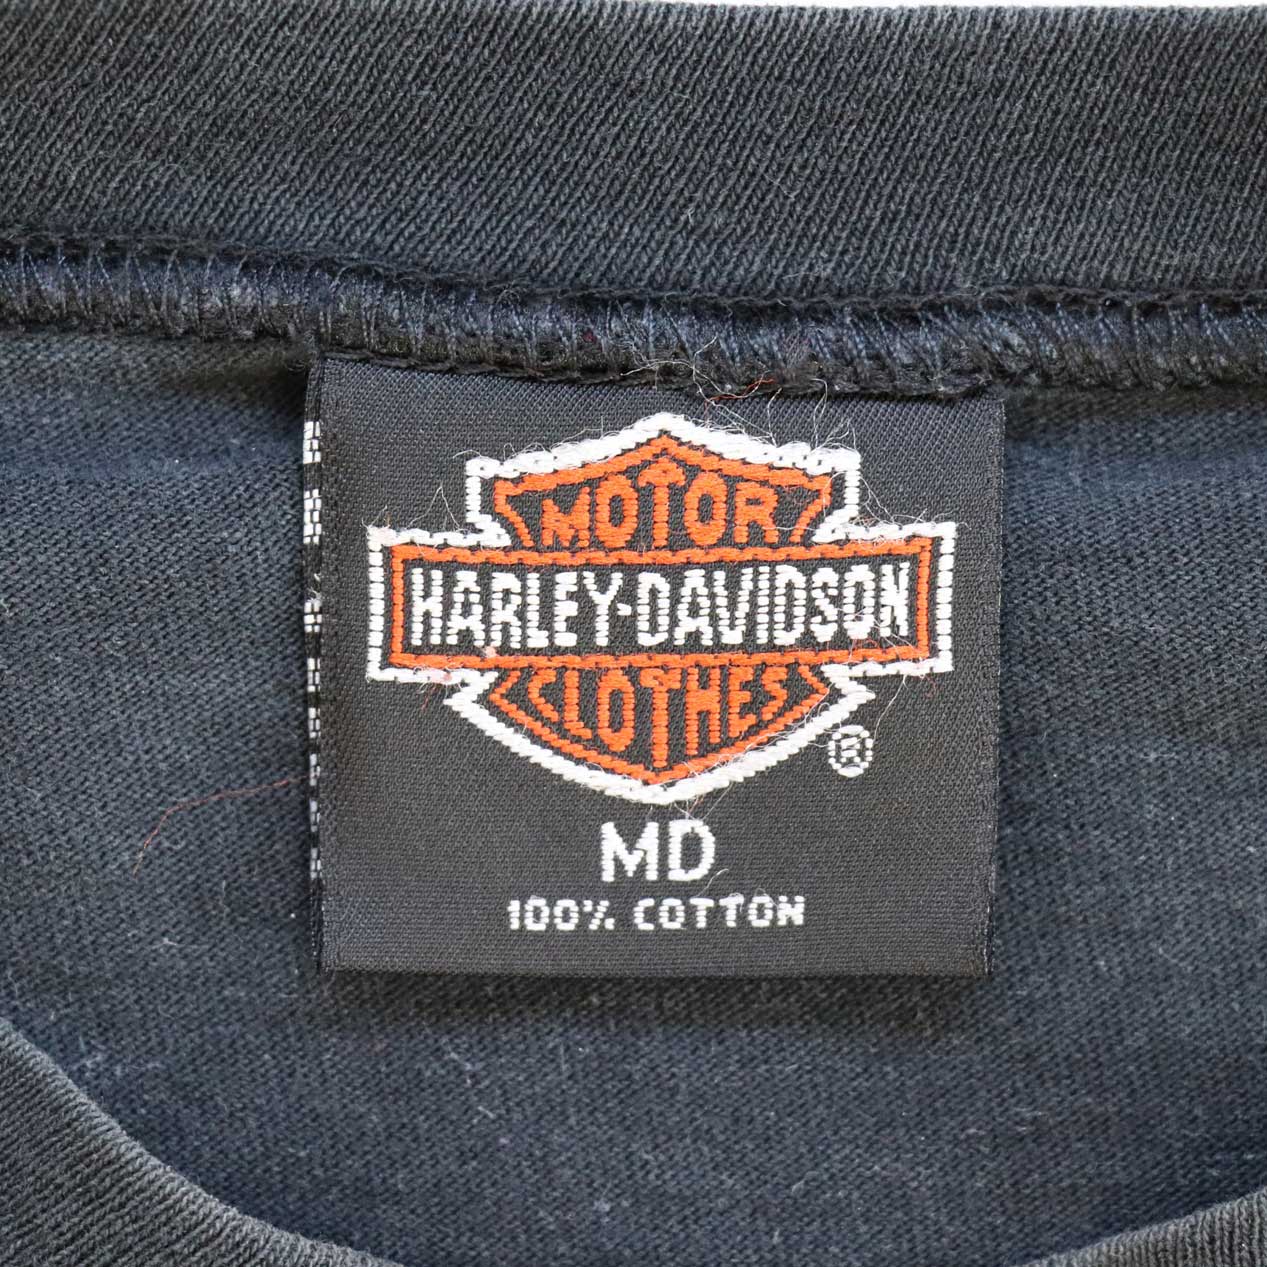 MOTOR
HARLEY-DAVIDSON
CLOTHES
®
MD
100% COTTON